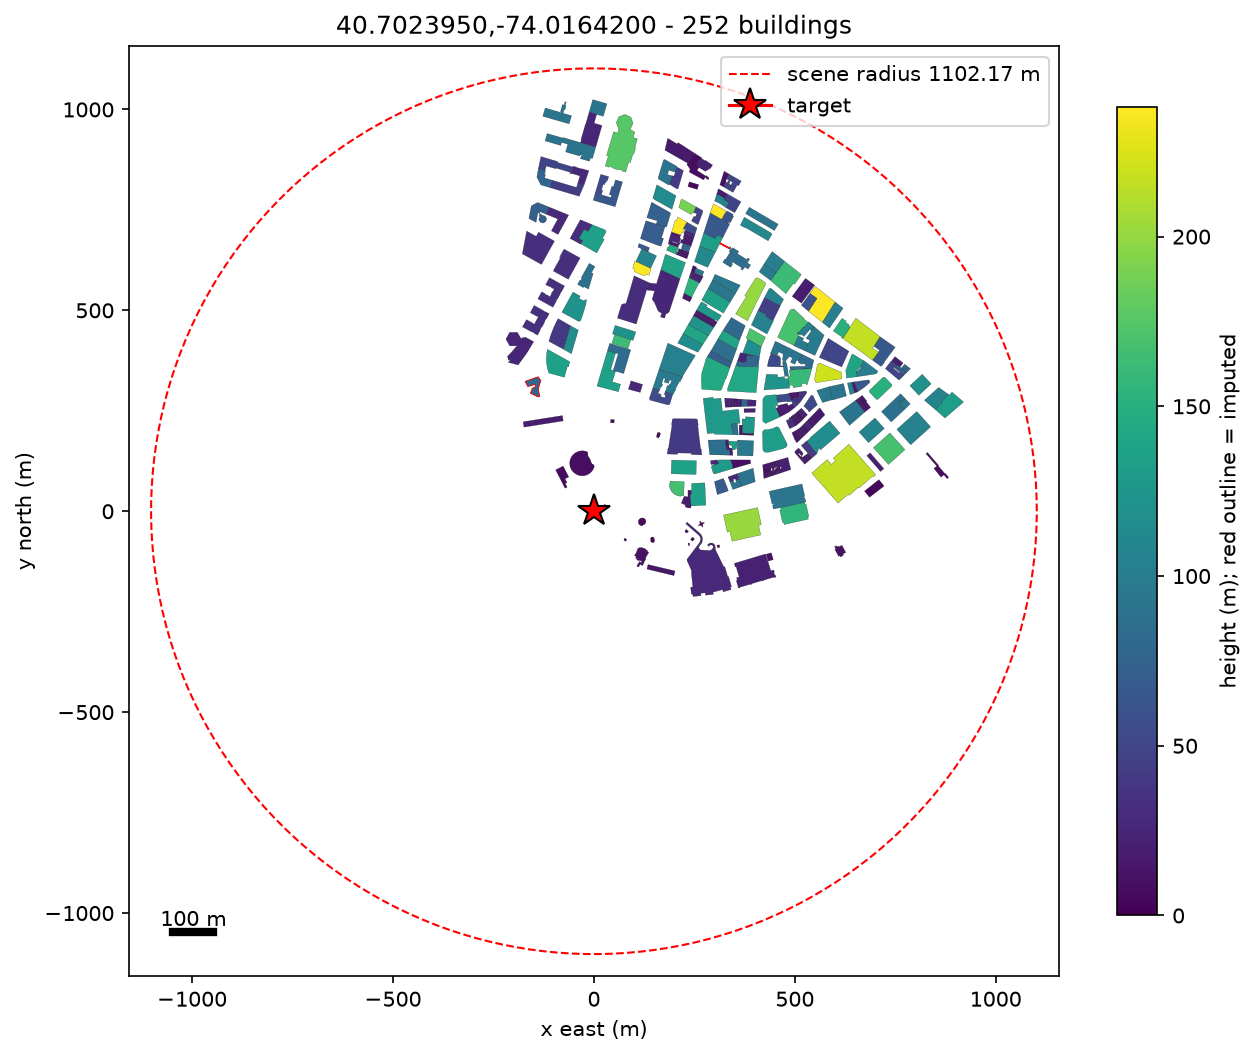 40.7023950,-74.0164200 - 252 buildings
scene radius 1102.17 m
target
1000
500
0
−500
−1000
y north (m)
100 m
−1000
−500
0
500
1000
x east (m)
200
150
100
50
0
height (m); red outline = imputed